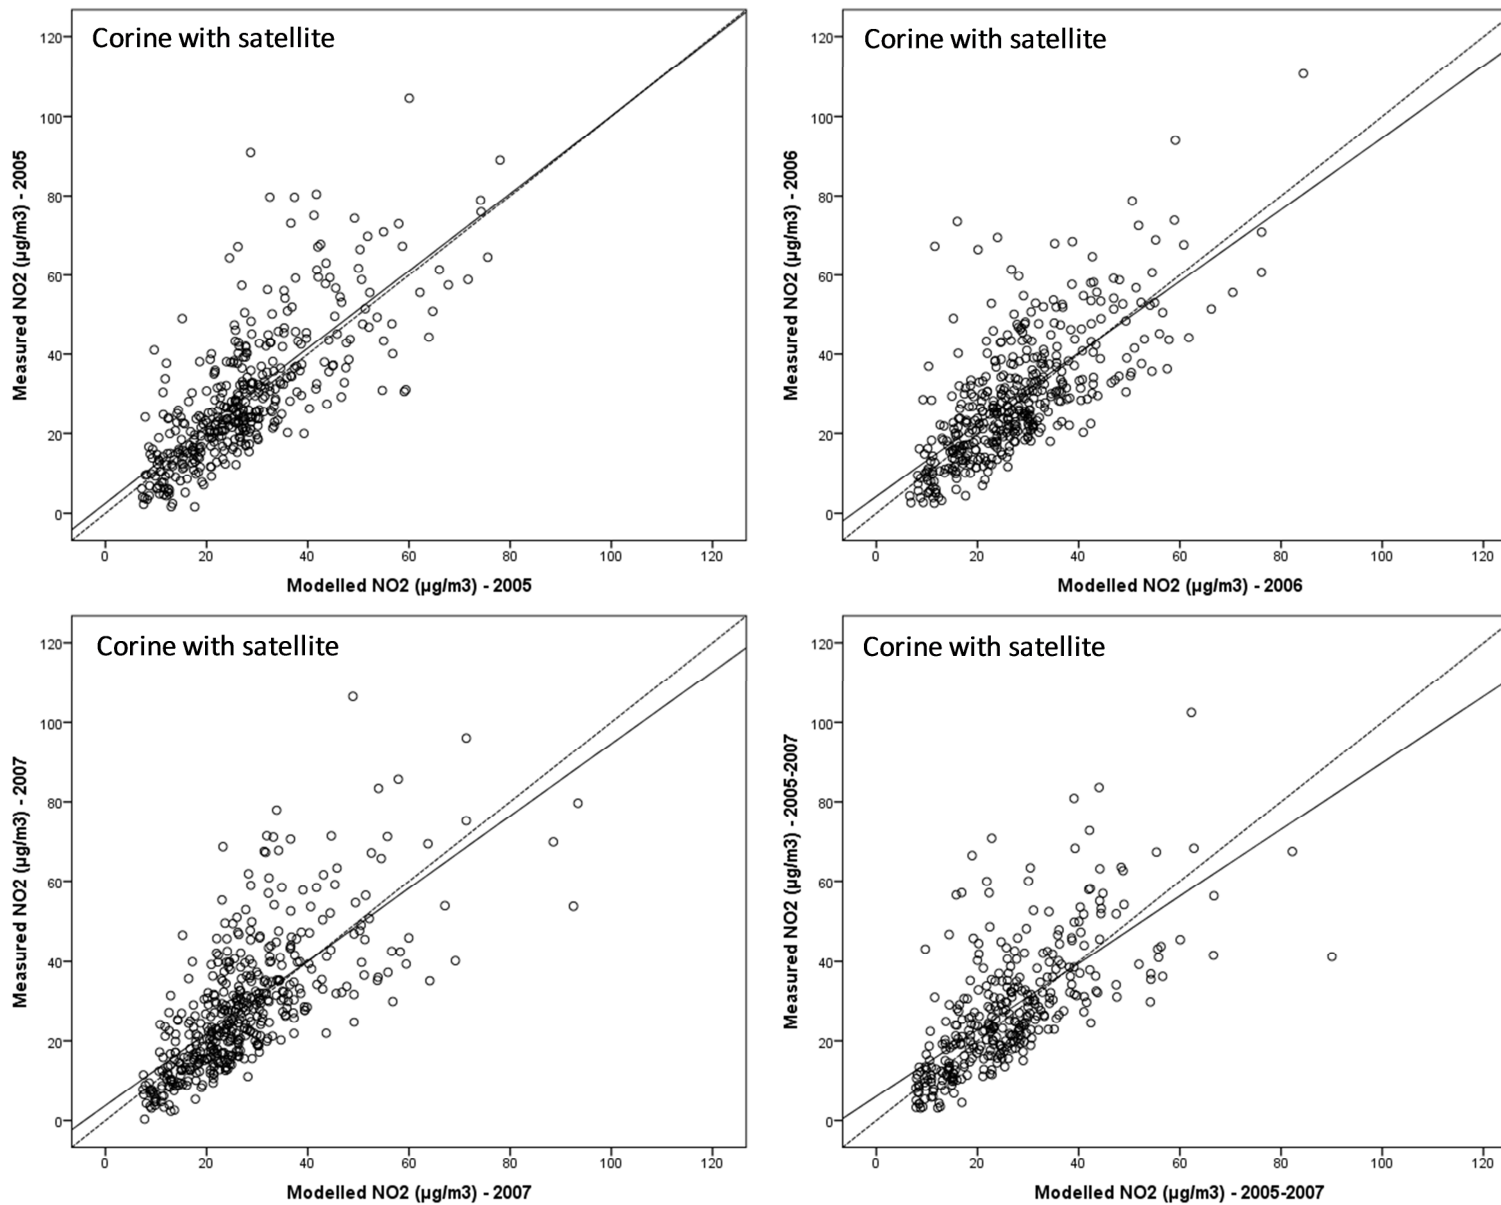 Corine with satellite
120
100
80
60
40
20
0
Measured NO2 (µg/m3) - 2005
0 20 40 60 80 100 120
Modelled NO2 (µg/m3) - 2005
Corine with satellite
120
100
80
60
40
20
0
Measured NO2 (µg/m3) - 2006
0 20 40 60 80 100 120
Modelled NO2 (µg/m3) - 2006
Corine with satellite
120
100
80
60
40
20
0
Measured NO2 (µg/m3) - 2007
0 20 40 60 80 100 120
Modelled NO2 (µg/m3) - 2007
Corine with satellite
120
100
80
60
40
20
0
Measured NO2 (µg/m3) - 2005-2007
0 20 40 60 80 100 120
Modelled NO2 (µg/m3) - 2005-2007